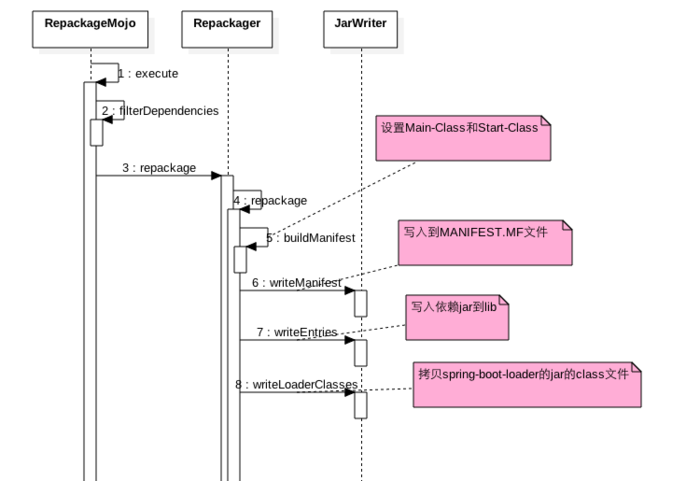 RepackageMojo
Repackager
JarWriter
1 : execute
2 : filterDependencies
设置Main-Class和Start-Class
3 : repackage
4 : repackage
5 : buildManifest
写入到MANIFEST.MF文件
6 : writeManifest
写入依赖jar到lib
7 : writeEntries
拷贝spring-boot-loader的jar的class文件
8 : writeLoaderClasses